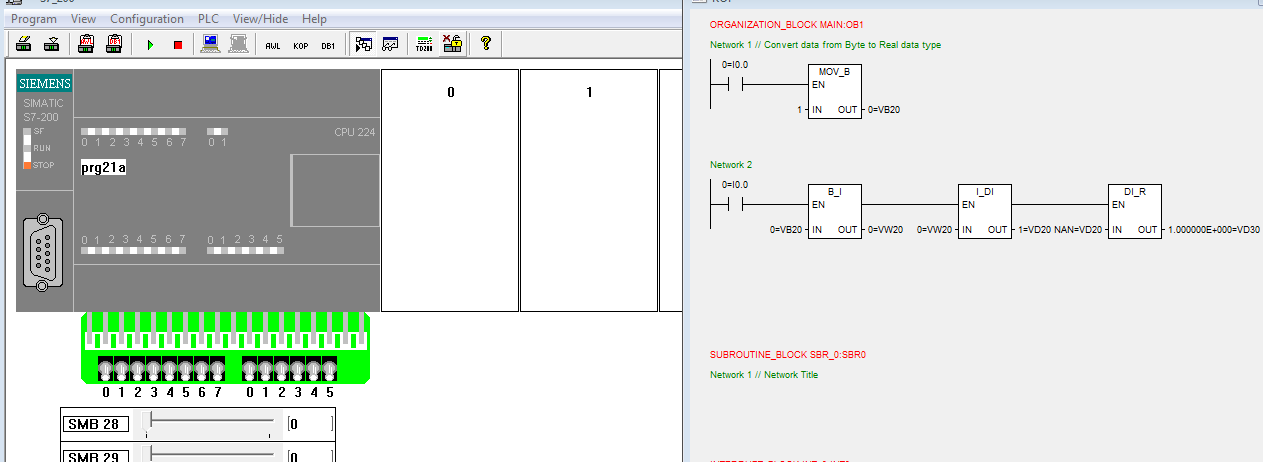 S7_200
Program View Configuration PLC View/Hide Help
AWL KOP DB1 TD200 ?
SIEMENS
SIMATIC
S7-200
SF
RUN
STOP
0 1 2 3 4 5 6 7 0 1
CPU 224
prg21a
0 1 2 3 4 5 6 7 0 1 2 3 4 5
0 1 2 3 4 5 6 7 0 1 2 3 4 5
SMB 28 [0 ]
SMB 29 [0 ]
0 1
KOP
ORGANIZATION_BLOCK MAIN:OB1
Network 1 // Convert data from Byte to Real data type
0=I0.0
MOV_B
EN
1 IN OUT 0=VB20
Network 2
0=I0.0
B_I I_DI DI_R
EN EN EN
0=VB20 IN OUT 0=VW20 0=VW20 IN OUT 1=VD20 NAN=VD20 IN OUT 1.000000E+000=VD30
SUBROUTINE_BLOCK SBR_0:SBR0
Network 1 // Network Title